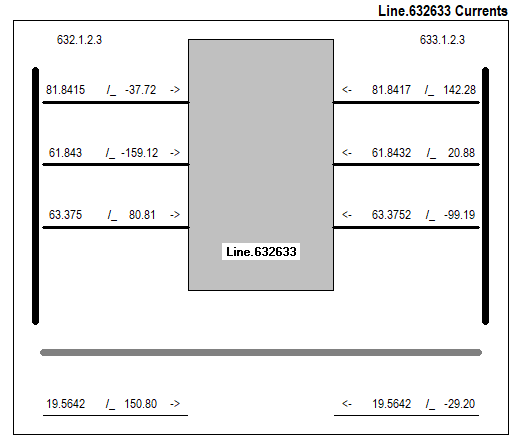 Line.632633 Currents
632.1.2.3 633.1.2.3
81.8415 /_ -37.72 -> <- 81.8417 /_ 142.28
61.843 /_ -159.12 -> <- 61.8432 /_ 20.88
63.375 /_ 80.81 -> <- 63.3752 /_ -99.19
Line.632633
19.5642 /_ 150.80 -> <- 19.5642 /_ -29.20